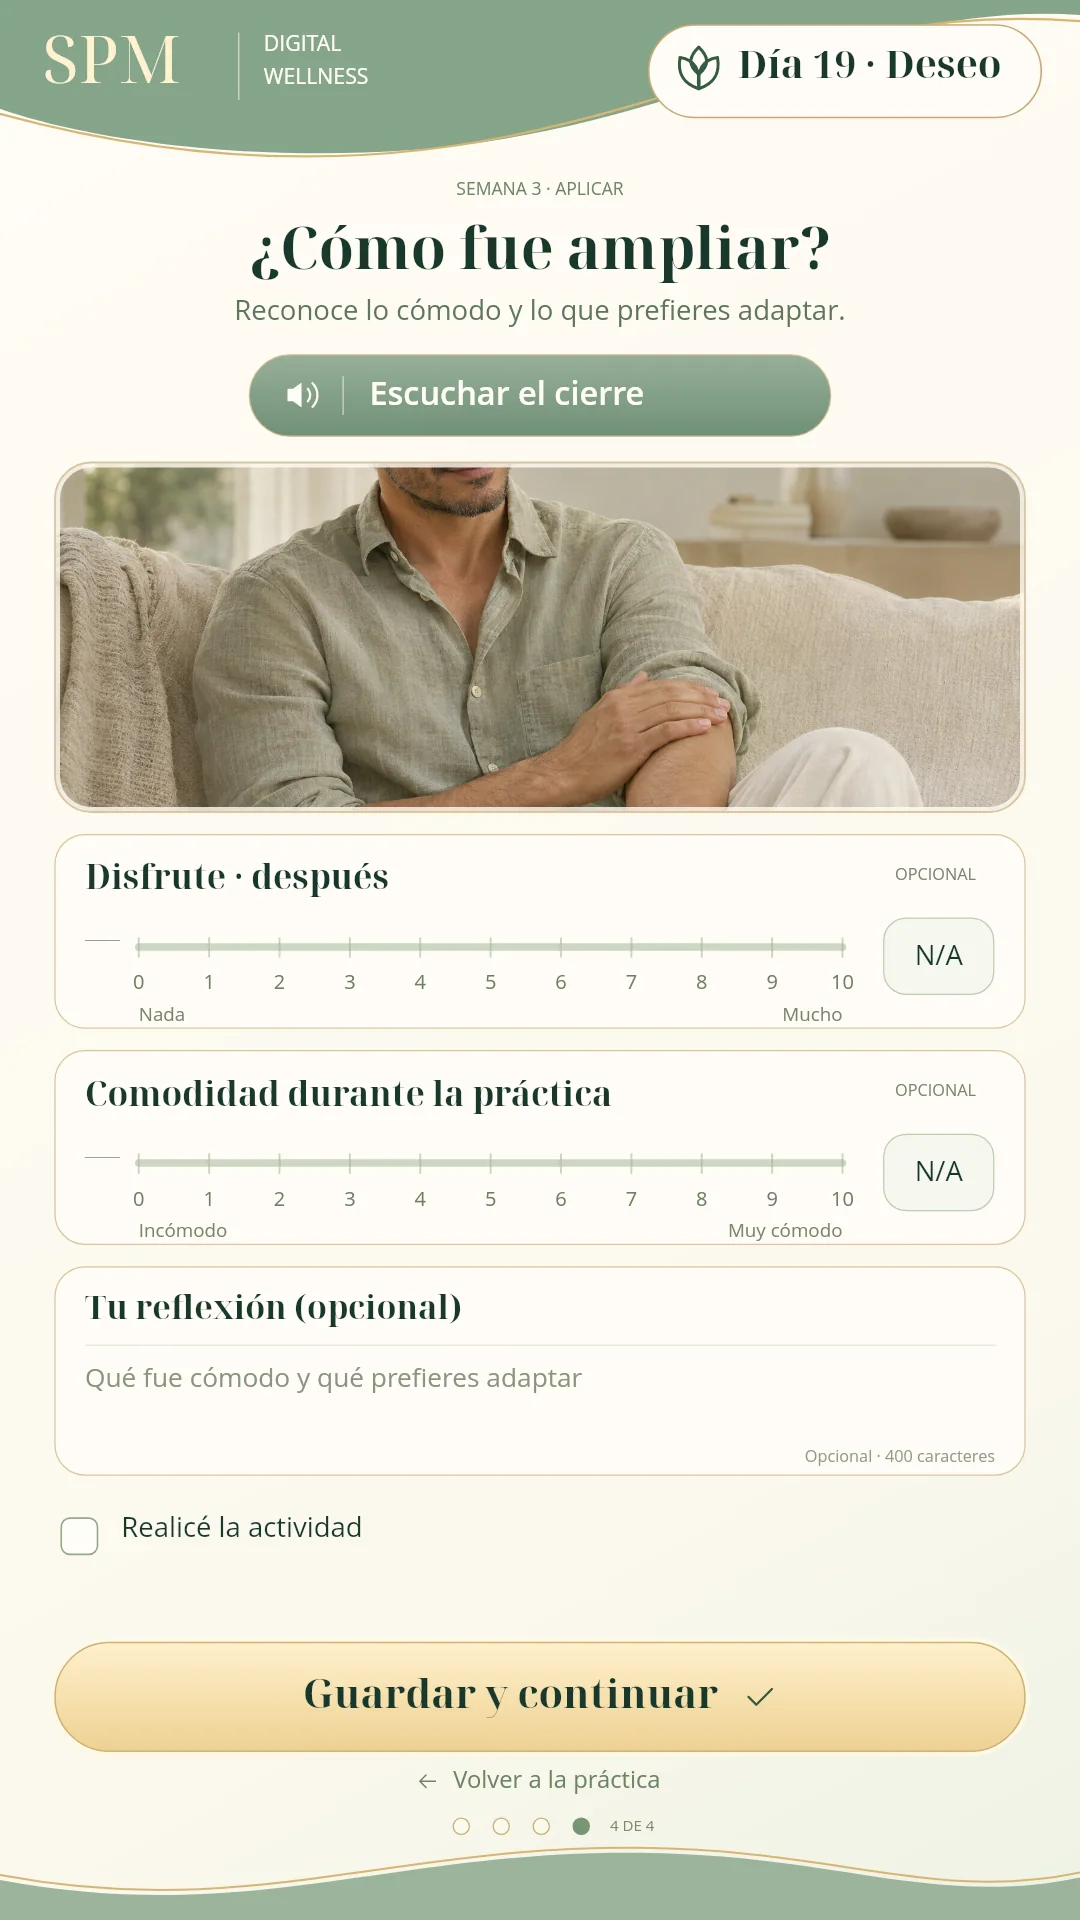 SPM
DIGITAL
WELLNESS
Día 19 · Deseo
SEMANA 3 · APLICAR
¿Cómo fue ampliar?
Reconoce lo cómodo y lo que prefieres adaptar.
Escuchar el cierre
Disfrute · después
OPCIONAL
0 1 2 3 4 5 6 7 8 9 10
N/A
Nada Mucho
Comodidad durante la práctica
OPCIONAL
0 1 2 3 4 5 6 7 8 9 10
N/A
Incómodo Muy cómodo
Tu reflexión (opcional)
Qué fue cómodo y qué prefieres adaptar
Opcional · 400 caracteres
Realicé la actividad
Guardar y continuar
← Volver a la práctica
4 DE 4